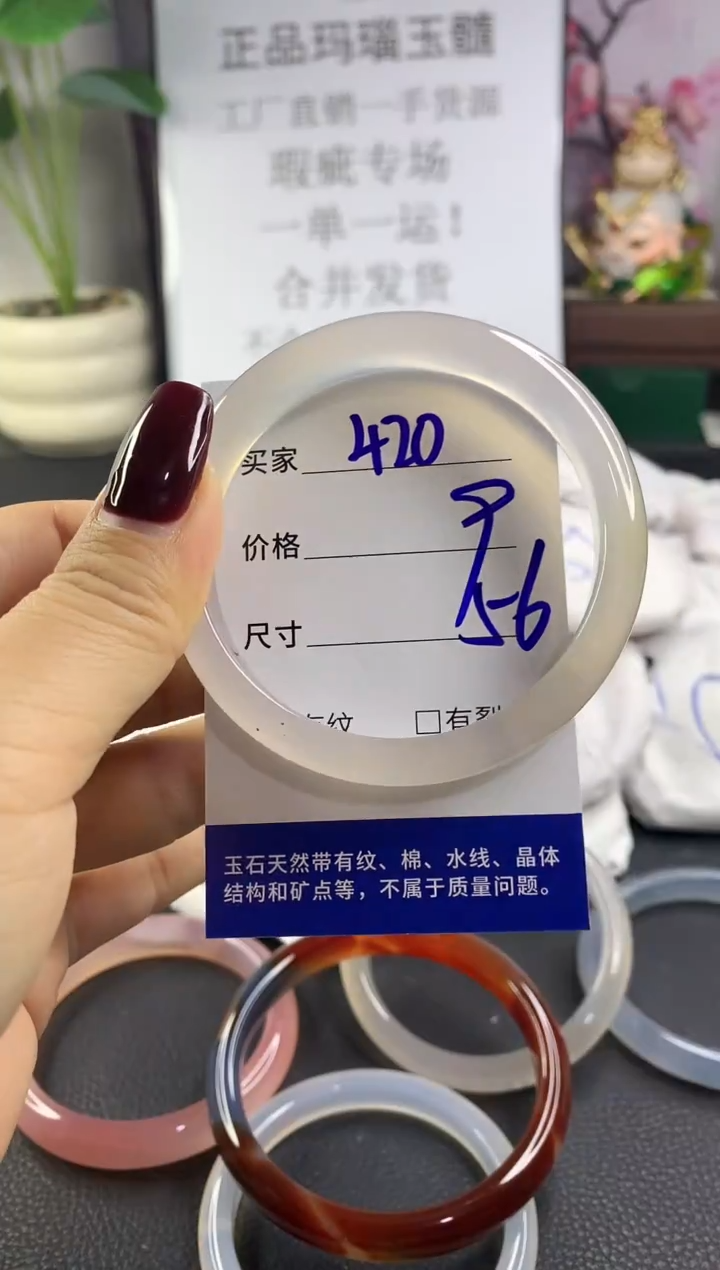 正品玛瑙玉髓
工厂直销一手货源
瑕疵专场
一单一运！
合并发货
买家 420
价格
尺寸 56
有纹 □有裂
玉石天然带有纹、棉、水线、晶体
结构和矿点等，不属于质量问题。